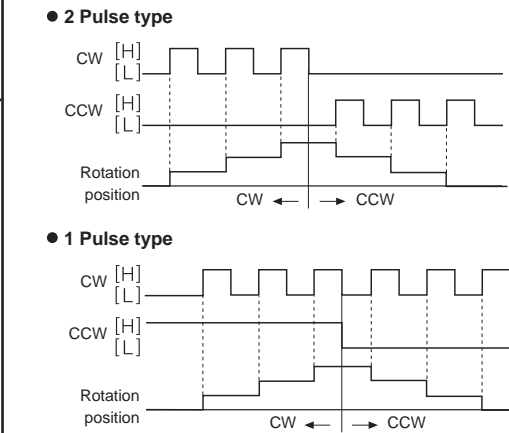 ● 2 Pulse type
CW [H]
[L]
CCW [H]
[L]
Rotation
position
CW ← → CCW
● 1 Pulse type
CW [H]
[L]
CCW [H]
[L]
Rotation
position
CW ← → CCW